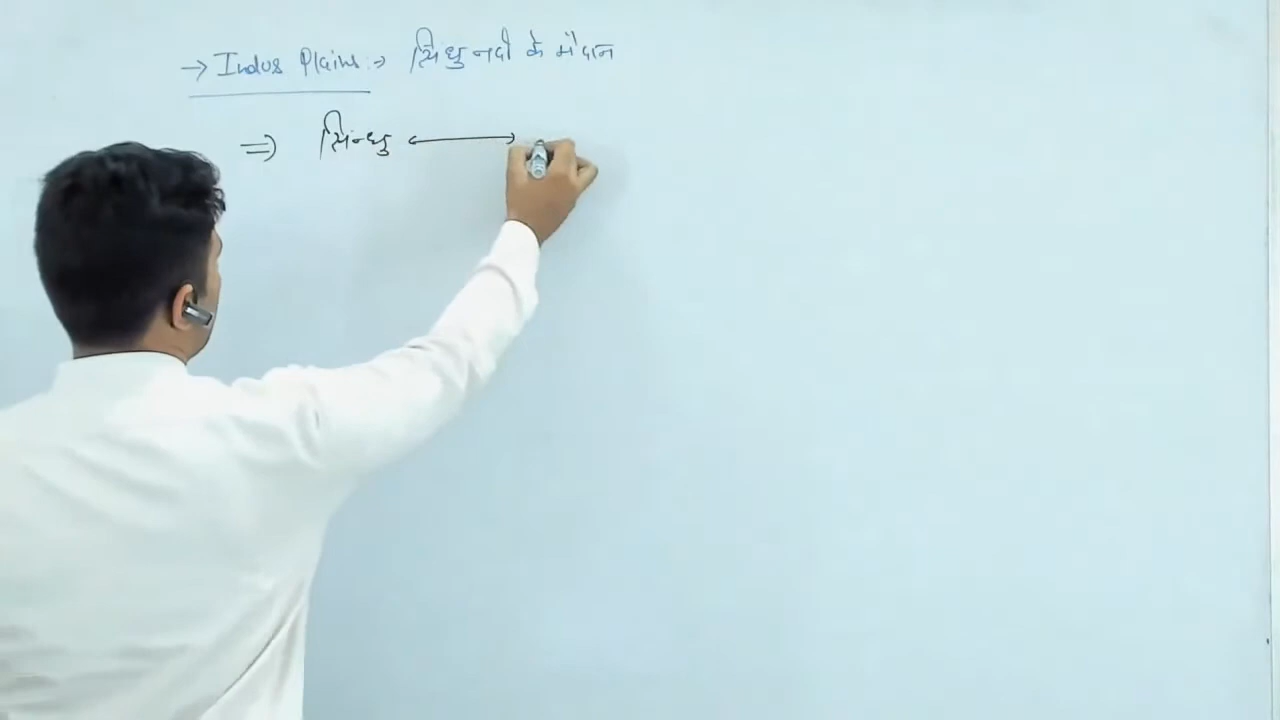 → Indus Plains :→ सिंधु नदी के मैदान
⇒ सिन्धु ↔